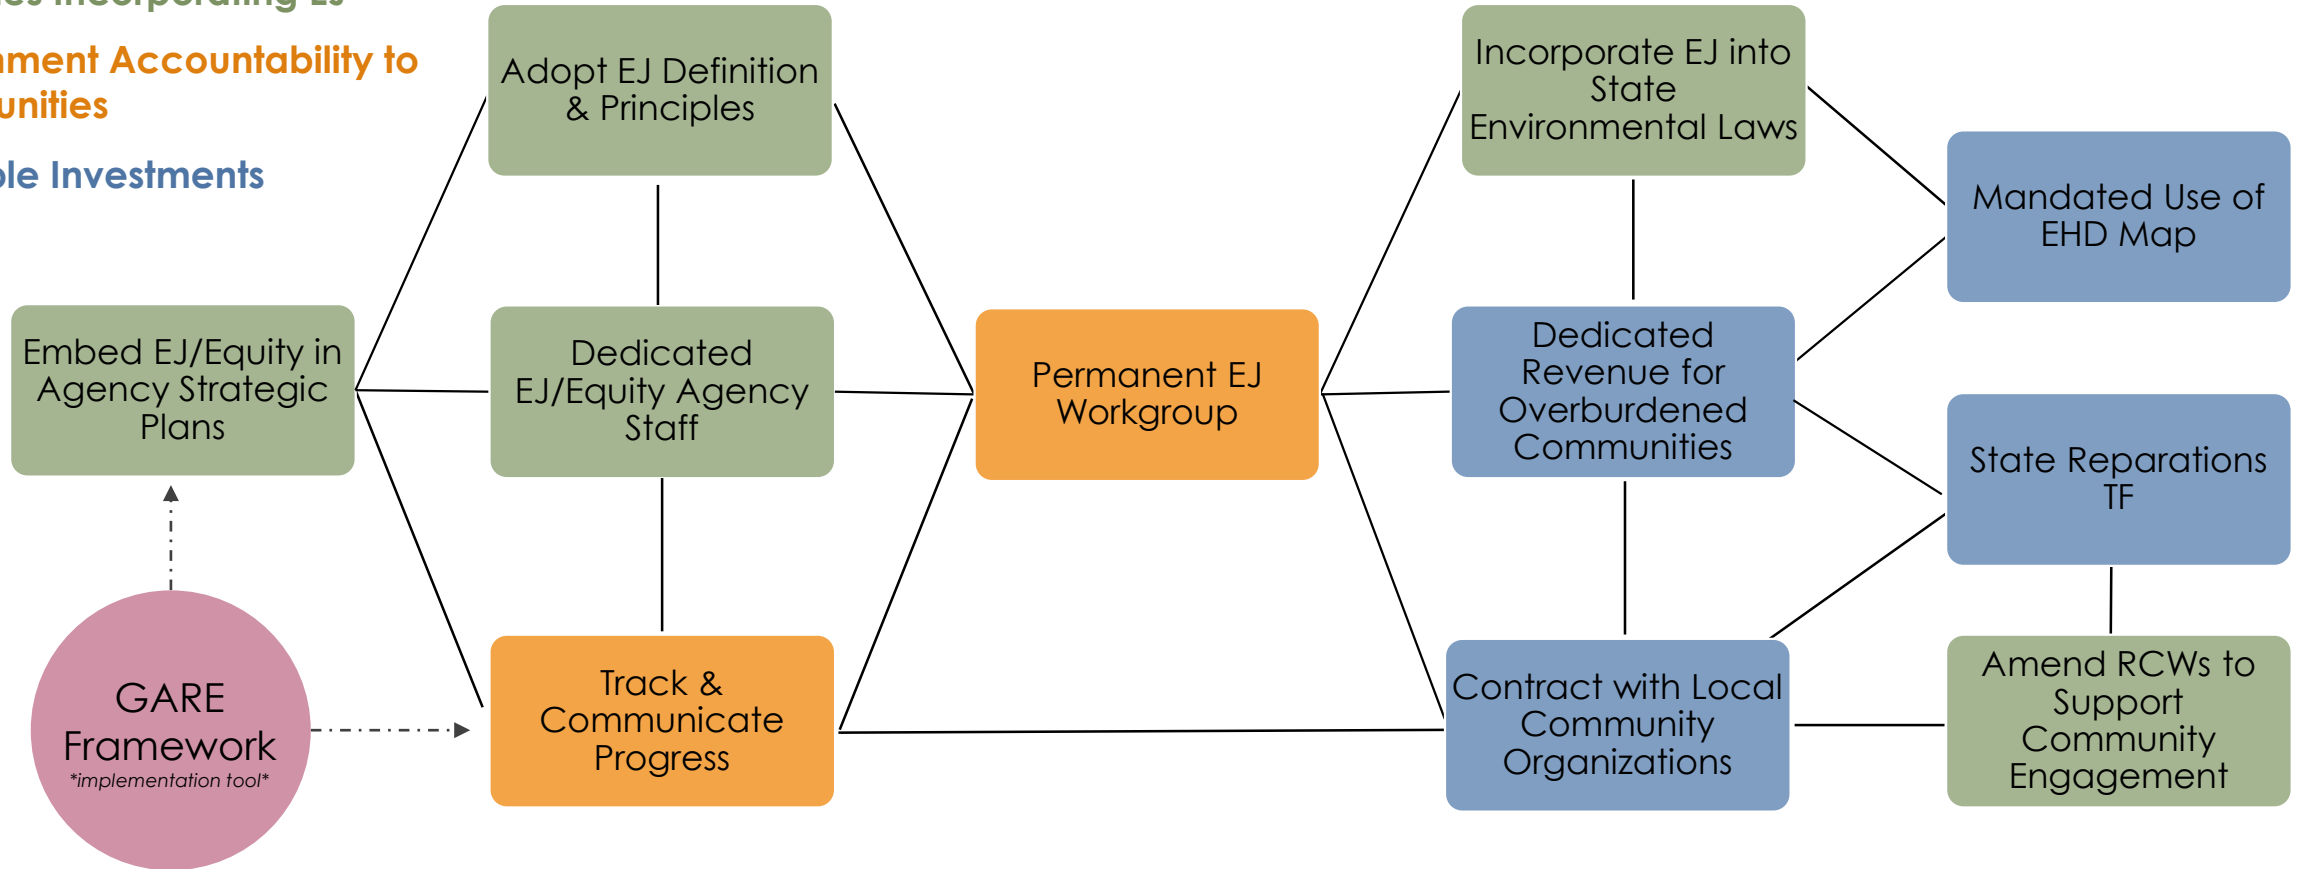 Incorporating
Accountability to
Investments
Adopt EJ Definition
& Principles
Incorporate EJ into
State
Environmental Laws
Mandated Use of
EHD Map
Embed EJ/Equity in
Agency Strategic
Plans
Dedicated
EJ/Equity Agency
Staff
Permanent EJ
Workgroup
Dedicated
Revenue for
Overburdened
Communities
State Reparations
TF
GARE
Framework
*implementation tool*
Track &
Communicate
Progress
Contract with Local
Community
Organizations
Amend RCWs to
Support
Community
Engagement